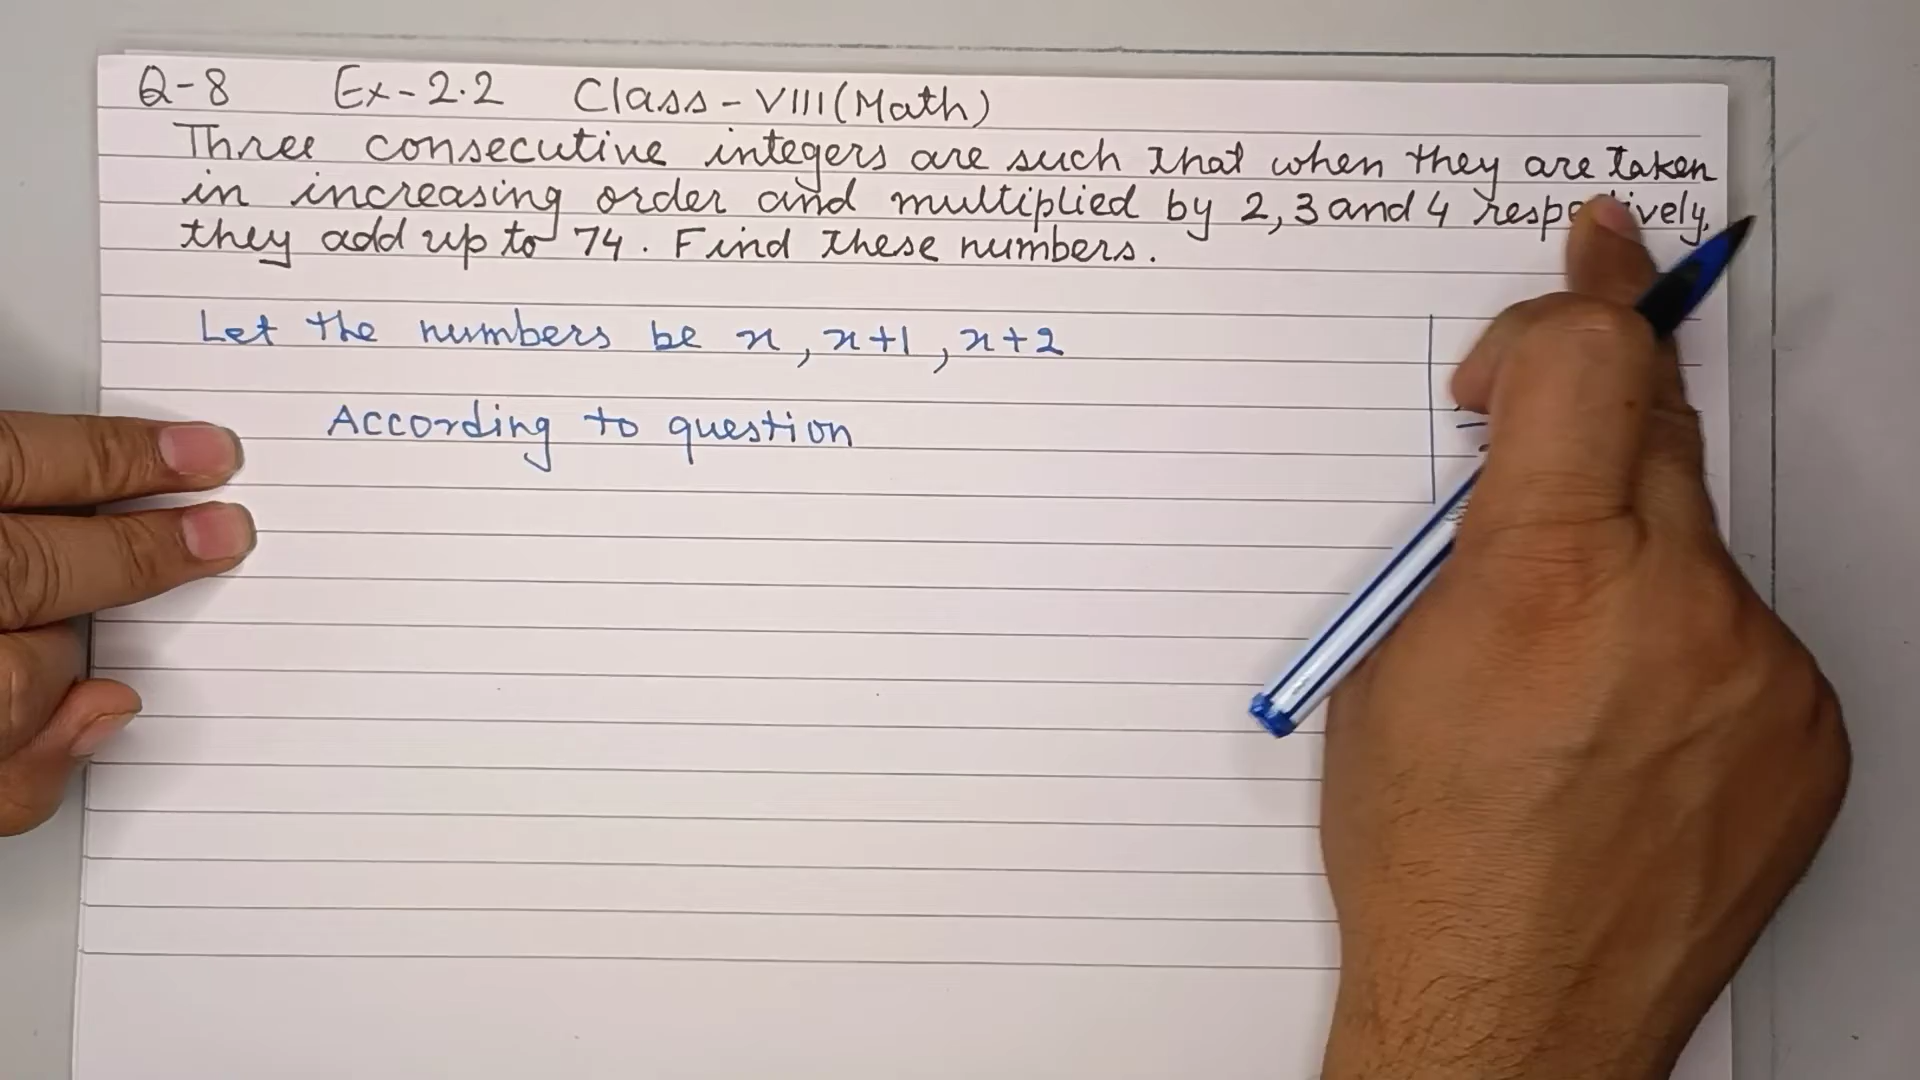 Q-8 Ex-2.2 Class-VIII (Math)
Three consecutive integers are such that when they are taken
in increasing order and multiplied by 2, 3 and 4 respectively,
they add up to 74. Find these numbers.
Let the numbers be x, x+1, x+2
According to question